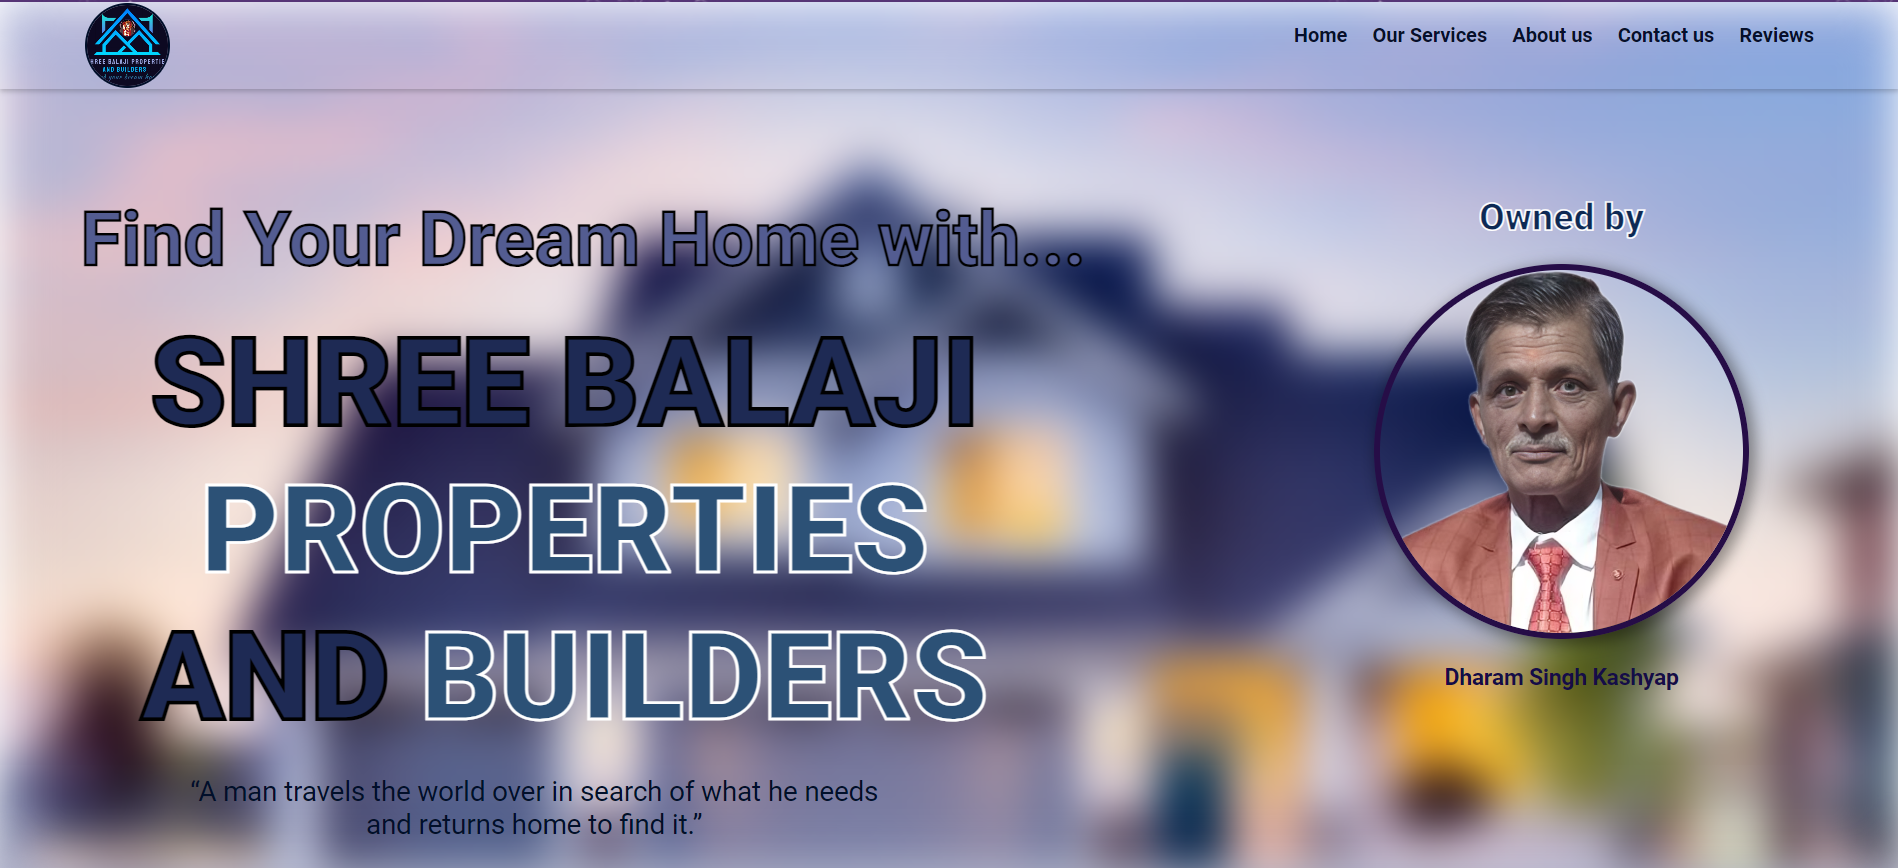 SHREE BALAJI PROPERTIE
AND BUILDERS
Home Our Services About us Contact us Reviews
Find Your Dream Home with...
SHREE BALAJI
PROPERTIES
AND BUILDERS
“A man travels the world over in search of what he needs
and returns home to find it.”
Owned by
Dharam Singh Kashyap